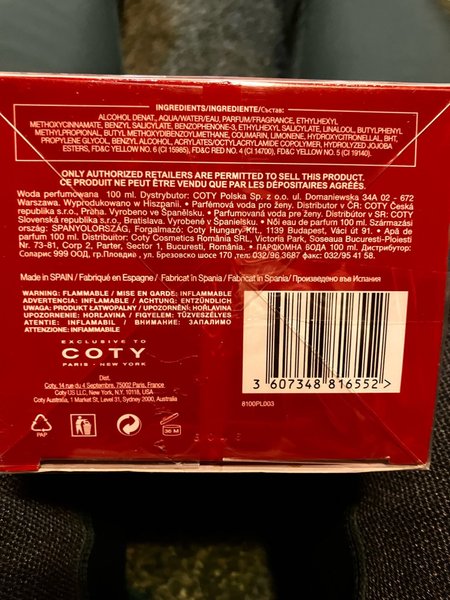 INGREDIENTS/INGREDIENTE/Състав:
ALCOHOL DENAT., AQUA/WATER/EAU, PARFUM/FRAGRANCE, ETHYLHEXYL
METHOXYCINNAMATE, BENZYL SALICYLATE, BENZOPHENONE-3, ETHYLHEXYL SALICYLATE, LINALOOL, BUTYLPHENYL
METHYLPROPIONAL, BUTYL METHOXYDIBENZOYLMETHANE, COUMARIN, LIMONENE, HYDROXYCITRONELLAL, BHT,
PROPYLENE GLYCOL, BENZYL ALCOHOL, ACRYLATES/OCTYLACRYLAMIDE COPOLYMER, HYDROLYZED JOJOBA
ESTERS, FD&C YELLOW NO. 6 (CI 15985), FD&C RED NO. 4 (CI 14700), FD&C YELLOW NO. 5 (CI 19140).
ONLY AUTHORIZED RETAILERS ARE PERMITTED TO SELL THIS PRODUCT.
CE PRODUIT NE PEUT ÊTRE VENDU QUE PAR LES DÉPOSITAIRES AGRÉÉS.
Woda perfumowana 100 ml. Dystrybutor: COTY Polska Sp. z o.o. ul. Domaniewska 34A 02 - 672
Warszawa. Wyprodukowano w Hiszpanii. • Parfémová voda pro ženy. Distributor v ČR: COTY Česká
republika s.r.o., Praha. Vyrobeno ve Španělsku. • Parfumovaná voda pre ženy. Distribútor v SR: COTY
Slovenská republika s.r.o., Bratislava. Vyrobené v Španielsku. • Női eau de parfum 100 ml. Származási
ország: SPANYOLORSZÁG, Forgalmazó: Coty Hungary Kft., 1139 Budapest, Váci út 91. • Apă de
parfum 100 ml. Distribuitor: Coty Cosmetics România SRL, Victoria Park, Soseaua Bucuresti-Ploiesti
Nr. 73-81, Corp 2, Parter, Sector 1, Bucuresti, România. • ПАРФЮМНА ВОДА 100 ml. Дистрибутор:
Соларис 999 ООД, гр.Пловдив , ул. Брезовско шосе 170 ,тел: 032/96 3687 факс: 032/95 41 58.
Made in SPAIN / Fabriqué en Espagne / Fabricat în Spania / Fabricat in Spania / Произведено във Испания
WARNING: FLAMMABLE / MISE EN GARDE: INFLAMMABLE
ADVERTENCIA: INFLAMABLE / ACHTUNG: ENTZÜNDLICH
UWAGA: PRODUKT ŁATWOPALNY / UPOZORNĚNÍ: HOŘLAVINA
UPOZORNENIE: HORĽAVINA / FIGYELEM: TŰZVESZÉLYES
ATENTIE: INFLAMABIL / ВНИМАНИЕ: ЗАПАЛИМО
ATTENZIONE: INFIAMMABILE
EXCLUSIVE TO
COTY
PARIS - NEW YORK
Dist.
Coty, 14 rue du 4 Septembre, 75002 Paris, France
Coty US LLC, New York, N.Y. 10118, USA
Coty Australia, 1 Market St, Level 31, Sydney 2000, Australia
3 607348 816552
8100PL003
PAP
36 M